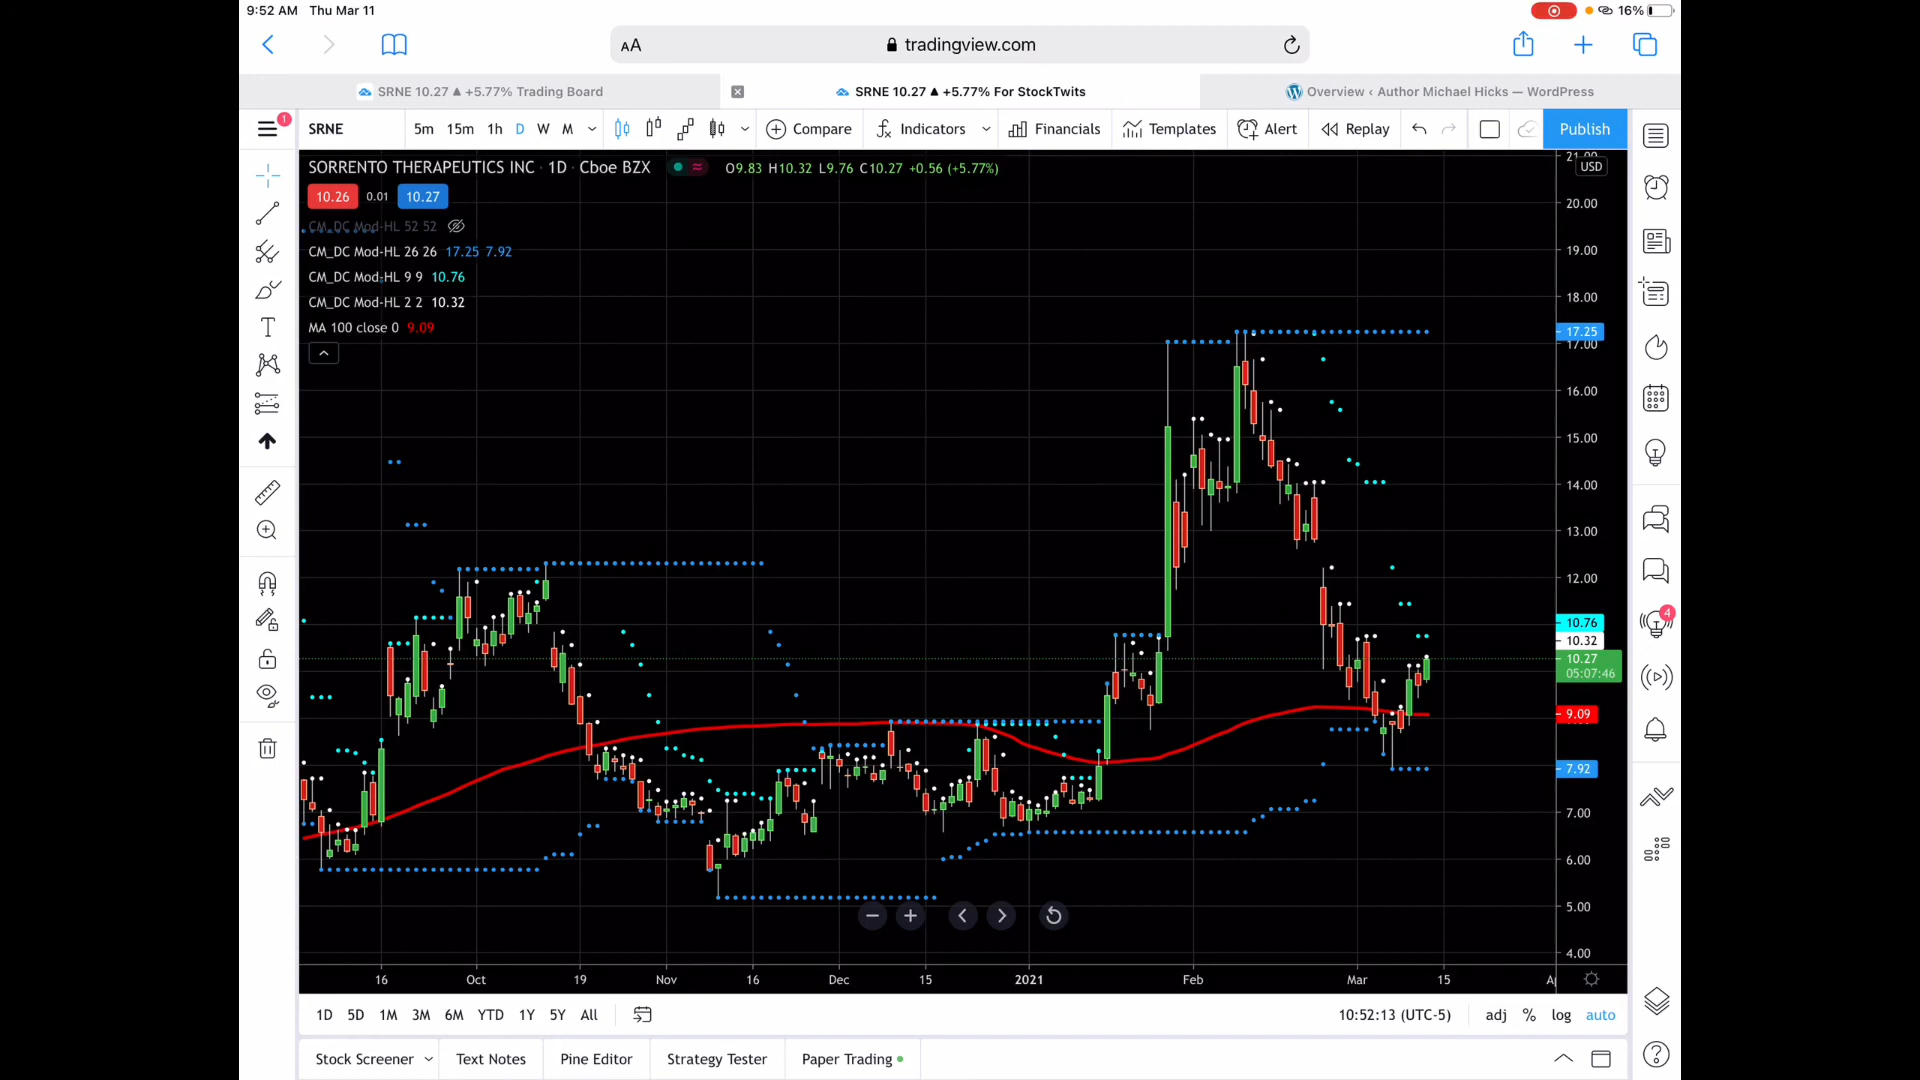 9:52 AM Thu Mar 11
16%
AA tradingview.com
SRNE 10.27 ▲ +5.77% Trading Board
SRNE 10.27 ▲ +5.77% For StockTwits
Overview ‹ Author Michael Hicks — WordPress
1
SRNE 5m 15m 1h D W M Compare Indicators Financials Templates Alert Replay Publish
SORRENTO THERAPEUTICS INC · 1D · Cboe BZX O9.83 H10.32 L9.76 C10.27 +0.56 (+5.77%)
10.26 0.01 10.27
CM_DC Mod-HL 52 52
CM_DC Mod-HL 26 26 17.25 7.92
CM_DC Mod-HL 9 9 10.76
CM_DC Mod-HL 2 2 10.32
MA 100 close 0 9.09
21.00
USD
20.00
19.00
18.00
17.25
17.00
16.00
15.00
14.00
13.00
12.00
10.76
10.32
10.27
05:07:46
9.09
7.92
7.00
6.00
5.00
4.00
4
16 Oct 19 Nov 16 Dec 15 2021 Feb Mar 15
1D 5D 1M 3M 6M YTD 1Y 5Y All 10:52:13 (UTC-5) adj % log auto
Stock Screener Text Notes Pine Editor Strategy Tester Paper Trading